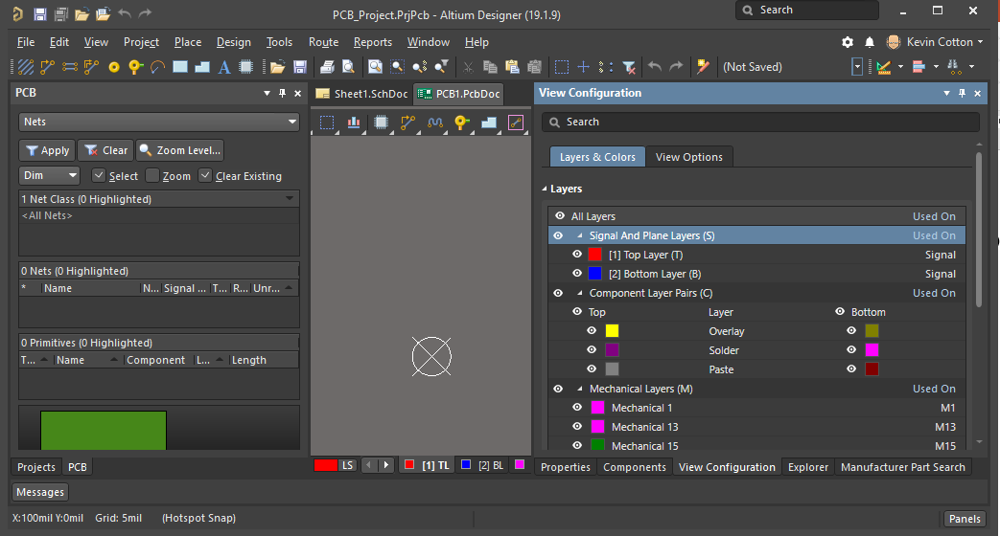 PCB_Project.PrjPcb - Altium Designer (19.1.9)
Search
File Edit View Project Place Design Tools Route Reports Window Help
Kevin Cotton
(Not Saved)
PCB
Sheet1.SchDoc PCB1.PcbDoc
View Configuration
Nets
Search
Apply Clear Zoom Level...
Dim Select Zoom Clear Existing
Layers & Colors View Options
1 Net Class (0 Highlighted)
<All Nets>
Layers
All Layers Used On
Signal And Plane Layers (S) Used On
[1] Top Layer (T) Signal
[2] Bottom Layer (B) Signal
0 Nets (0 Highlighted)
* Name N... Signal ... T... R... Unr...
Component Layer Pairs (C) Used On
Top Layer Bottom
Overlay
Solder
Paste
0 Primitives (0 Highlighted)
T... Name Component L... Length
Mechanical Layers (M) Used On
Mechanical 1 M1
Mechanical 13 M13
Mechanical 15 M15
Projects PCB
LS [1] TL [2] BL
Properties Components View Configuration Explorer Manufacturer Part Search
Messages
X:100mil Y:0mil Grid: 5mil (Hotspot Snap)
Panels